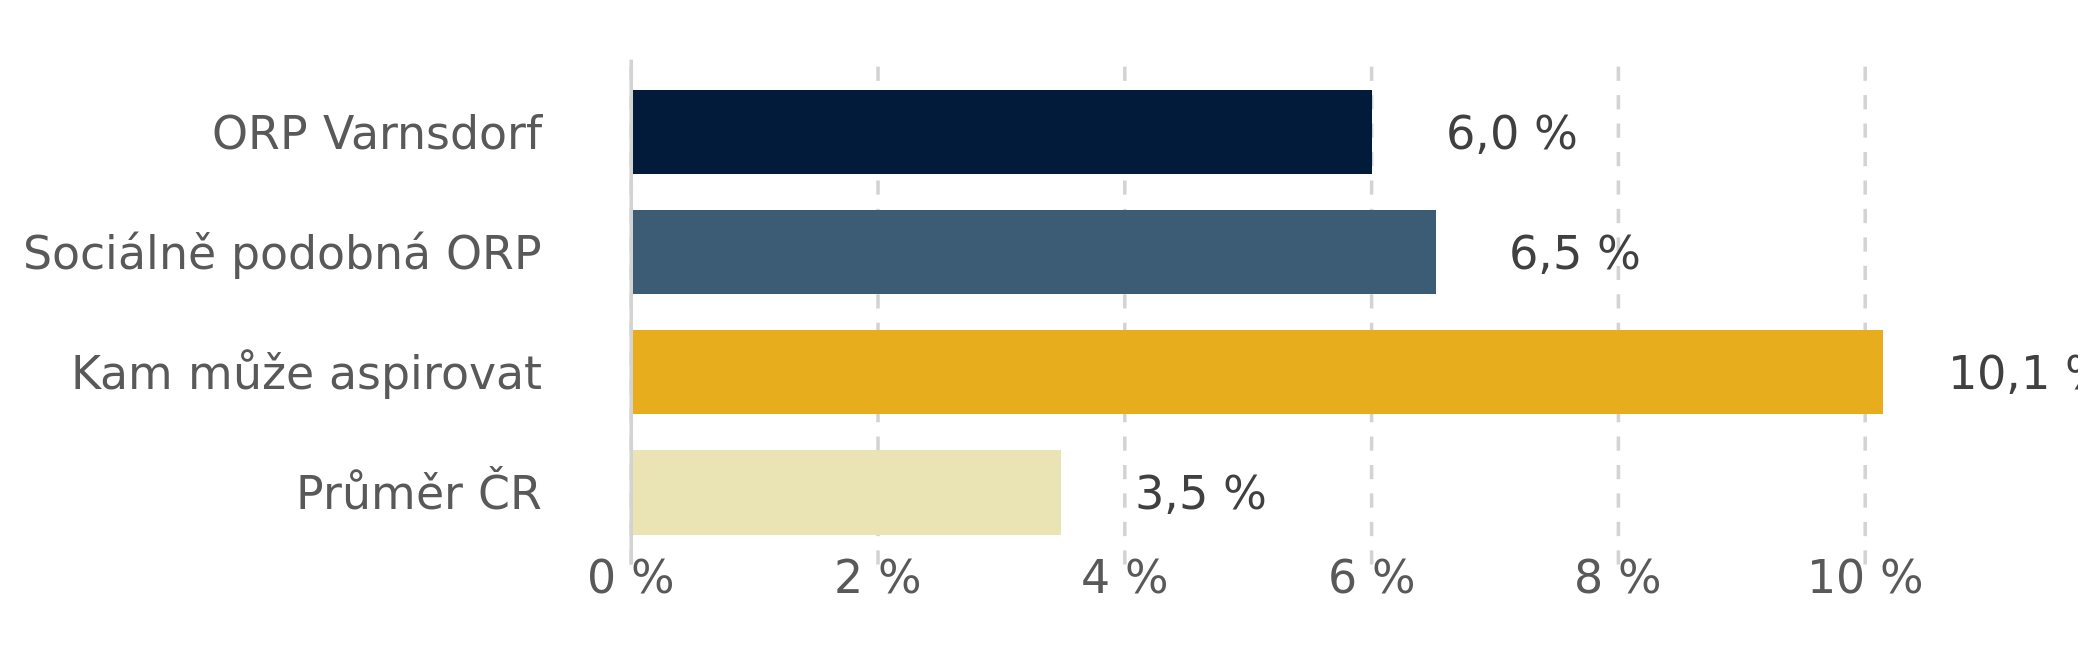 ORP Varnsdorf 6,0 %
Sociálně podobná ORP 6,5 %
Kam může aspirovat 10,1 %
Průměr ČR 3,5 %
0 % 2 % 4 % 6 % 8 % 10 %